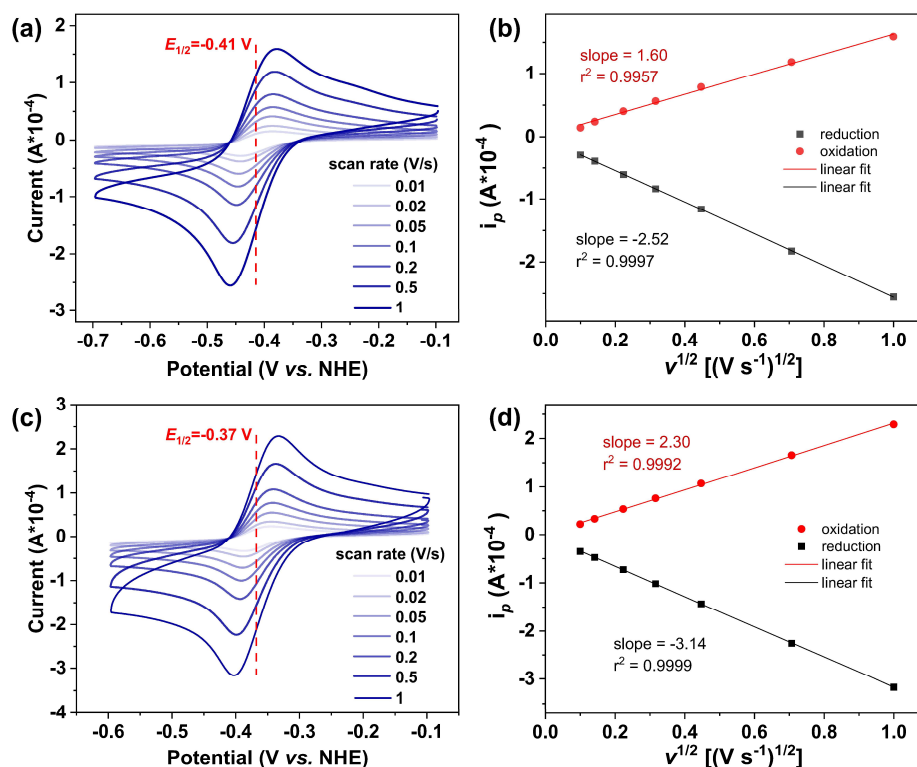 (a)
E1/2=-0.41 V
2
1
0
-1
-2
-3
Current (A*10-4)
scan rate (V/s)
0.01
0.02
0.05
0.1
0.2
0.5
1
-0.7 -0.6 -0.5 -0.4 -0.3 -0.2 -0.1
Potential (V vs. NHE)
(b)
2
1
0
-1
-2
ip (A*10-4)
slope = 1.60
r2 = 0.9957
reduction
oxidation
linear fit
linear fit
slope = -2.52
r2 = 0.9997
0.0 0.2 0.4 0.6 0.8 1.0
v1/2 [(V s-1)1/2]
(c)
E1/2=-0.37 V
3
2
1
0
-1
-2
-3
-4
Current (A*10-4)
scan rate (V/s)
0.01
0.02
0.05
0.1
0.2
0.5
1
-0.6 -0.5 -0.4 -0.3 -0.2 -0.1
Potential (V vs. NHE)
(d)
2
1
0
-1
-2
-3
ip (A*10-4)
slope = 2.30
r2 = 0.9992
oxidation
reduction
linear fit
linear fit
slope = -3.14
r2 = 0.9999
0.0 0.2 0.4 0.6 0.8 1.0
v1/2 [(V s-1)1/2]